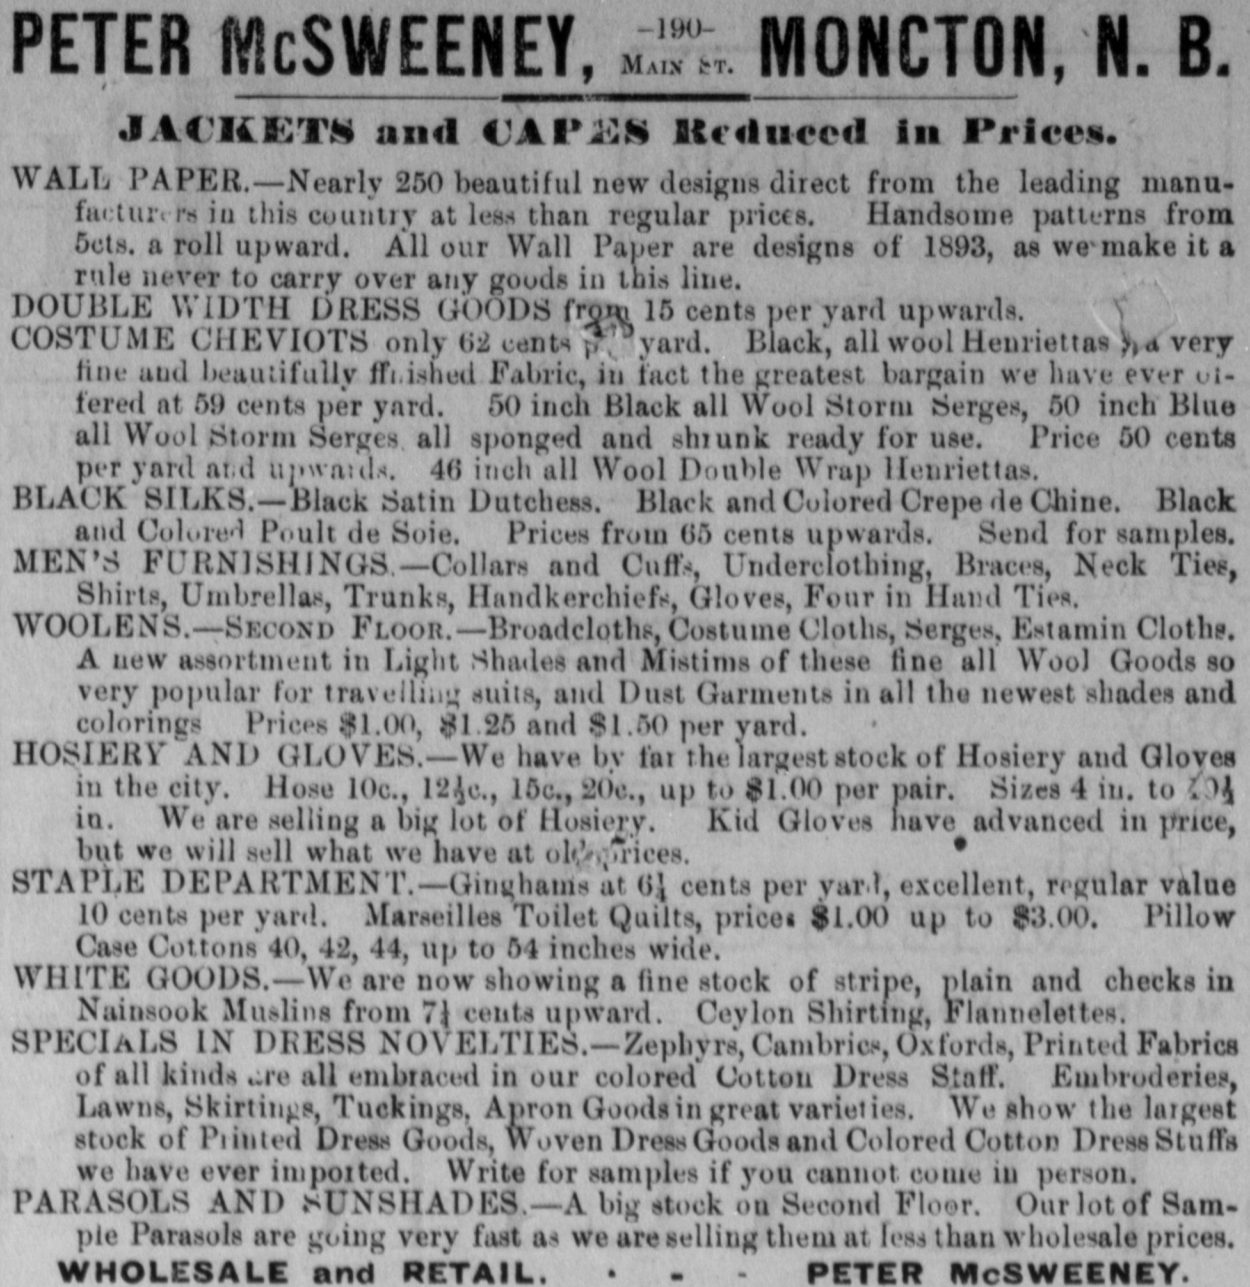 PETER McSWEENEY, -190- MAIN ST. MONCTON, N. B.
JACKETS and CAPES Reduced in Prices.
WALL PAPER.—Nearly 250 beautiful new designs direct from the leading manu-
facturers in this country at less than regular prices. Handsome patterns from
5cts. a roll upward. All our Wall Paper are designs of 1893, as we make it a
rule never to carry over any goods in this line.
DOUBLE WIDTH DRESS GOODS from 15 cents per yard upwards.
COSTUME CHEVIOTS only 62 cents yard. Black, all wool Henriettas a very
fine and beautifully ffnished Fabric, in fact the greatest bargain we have ever of-
fered at 59 cents per yard. 50 inch Black all Wool Storm Serges, 50 inch Blue
all Wool Storm Serges all sponged and shrunk ready for use. Price 50 cents
per yard and upwards. 46 inch all Wool Double Wrap Henriettas.
BLACK SILKS.—Black Satin Dutchess. Black and Colored Crepe de Chine. Black
and Colored Poult de Soie. Prices from 65 cents upwards. Send for samples.
MEN'S FURNISHINGS.—Collars and Cuffs, Underclothing, Braces, Neck Ties,
Shirts, Umbrellas, Trunks, Handkerchiefs, Gloves, Four in Hand Ties.
WOOLENS.—SECOND FLOOR.—Broadcloths, Costume Cloths, Serges, Estamin Cloths.
A new assortment in Light Shades and Mistims of these fine all Wool Goods so
very popular for travelling suits, and Dust Garments in all the newest shades and
colorings Prices $1.00, $1.25 and $1.50 per yard.
HOSIERY AND GLOVES.—We have by far the largest stock of Hosiery and Gloves
in the city. Hose 10c., 12½c., 15c., 20c., up to $1.00 per pair. Sizes 4 in. to
in. We are selling a big lot of Hosiery. Kid Gloves have advanced in price,
but we will sell what we have at old prices.
STAPLE DEPARTMENT.—Ginghams at 6½ cents per yard, excellent, regular value
10 cents per yard. Marseilles Toilet Quilts, prices $1.00 up to $3.00. Pillow
Case Cottons 40, 42, 44, up to 54 inches wide.
WHITE GOODS.—We are now showing a fine stock of stripe, plain and checks in
Nainsook Muslins from 7½ cents upward. Ceylon Shirting, Flannelettes.
SPECIALS IN DRESS NOVELTIES.—Zephyrs, Cambrics, Oxfords, Printed Fabrics
of all kinds are all embraced in our colored Cotton Dress Staff. Embroderies,
Lawns, Skirtings, Tuckings, Apron Goods in great varieties. We show the largest
stock of Printed Dress Goods, Woven Dress Goods and Colored Cotton Dress Stuffs
we have ever imported. Write for samples if you cannot come in person.
PARASOLS AND SUNSHADES.—A big stock on Second Floor. Our lot of Sam-
ple Parasols are going very fast as we are selling them at less than wholesale prices.
WHOLESALE and RETAIL. - - - PETER McSWEENEY.